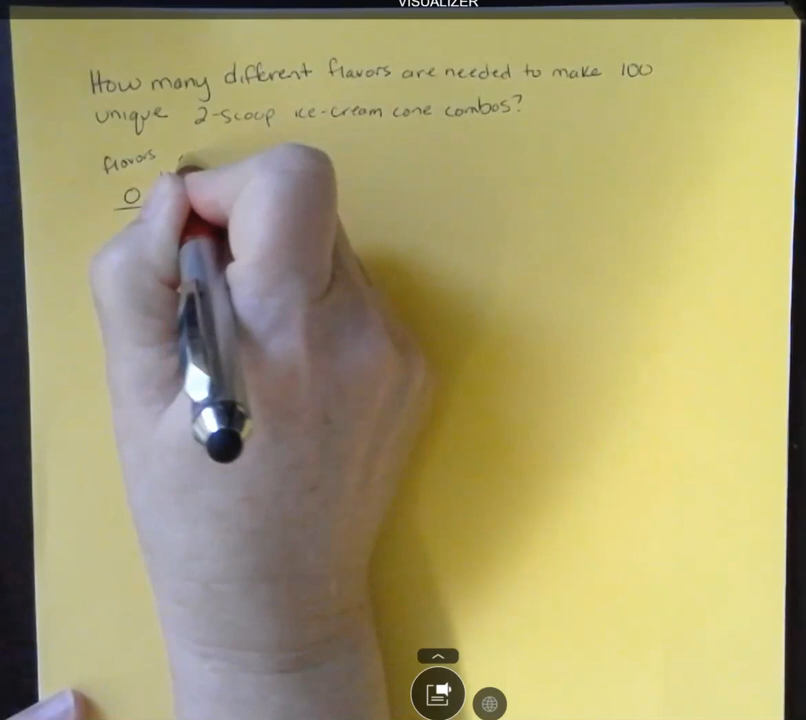 VISUALIZER
How many different flavors are needed to make 100
unique 2-scoop ice-cream cone combos?
flavors
0